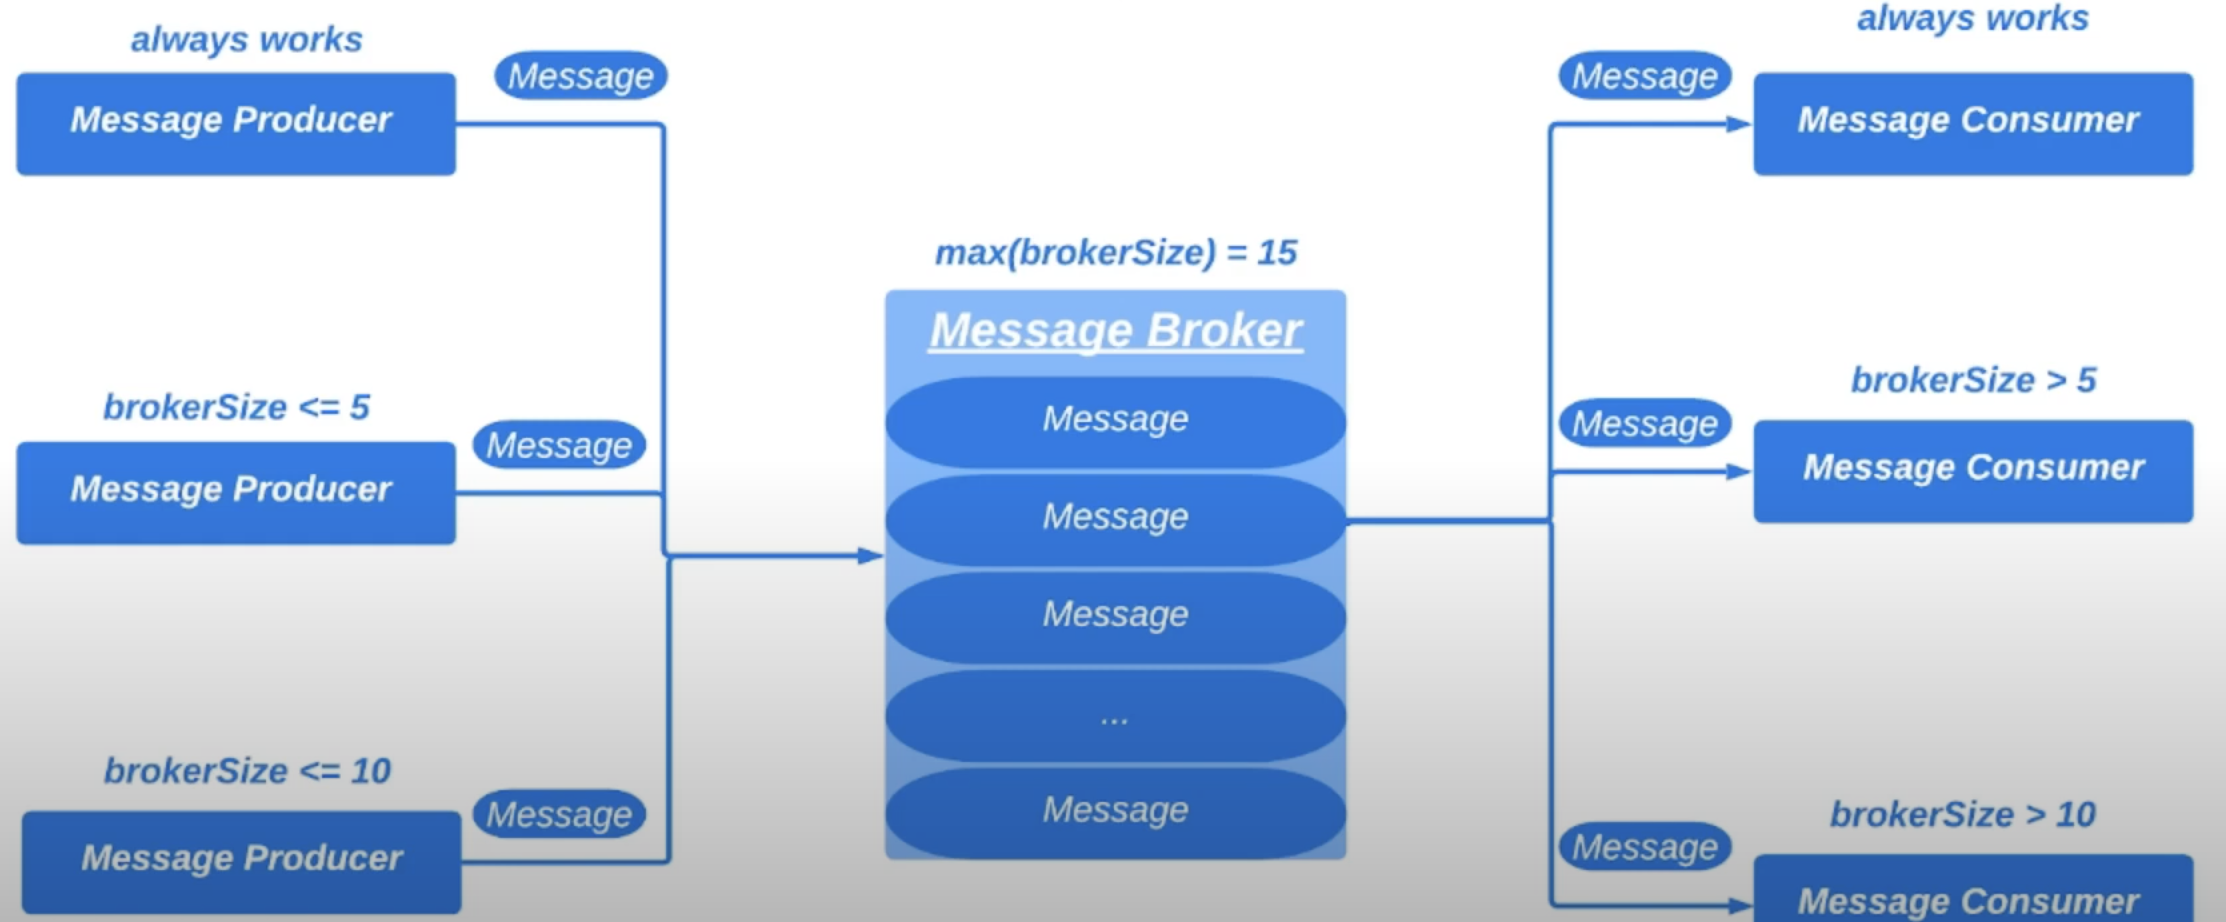 always works
Message Producer
Message
brokerSize <= 5
Message Producer
Message
brokerSize <= 10
Message Producer
Message
max(brokerSize) = 15
Message Broker
Message
Message
Message
...
Message
always works
Message
Message Consumer
brokerSize > 5
Message
Message Consumer
brokerSize > 10
Message
Message Consumer